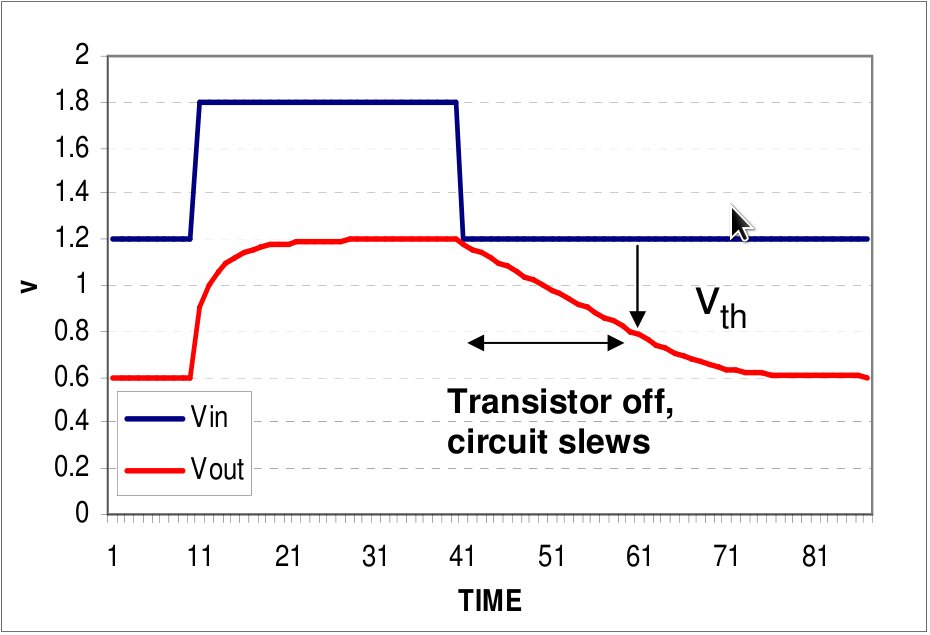 2
1.8
1.6
1.4
1.2
1
0.8
0.6
0.4
0.2
0
v
Vth
Transistor off,
circuit slews
Vin
Vout
1 11 21 31 41 51 61 71 81
TIME